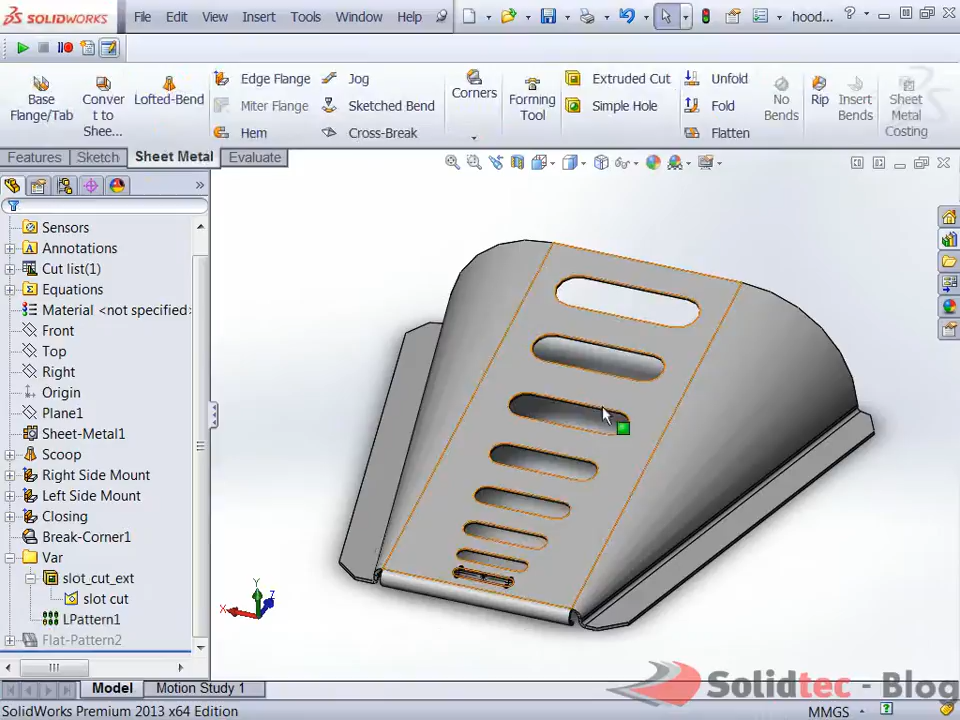 SOLIDWORKS
File Edit View Insert Tools Window Help
hood...
Base Flange/Tab
Conver t to Shee...
Lofted-Bend
Edge Flange
Miter Flange
Hem
Jog
Sketched Bend
Cross-Break
Corners
Forming Tool
Extruded Cut
Simple Hole
Unfold
Fold
Flatten
No Bends
Rip
Insert Bends
Sheet Metal Costing
Features Sketch Sheet Metal Evaluate
Sensors
Annotations
Cut list(1)
Equations
Material <not specified>
Front
Top
Right
Origin
Plane1
Sheet-Metal1
Scoop
Right Side Mount
Left Side Mount
Closing
Break-Corner1
Var
slot_cut_ext
slot cut
LPattern1
Flat-Pattern2
Y
X
Z
Model Motion Study 1
Solidtec - Blog
SolidWorks Premium 2013 x64 Edition
MMGS